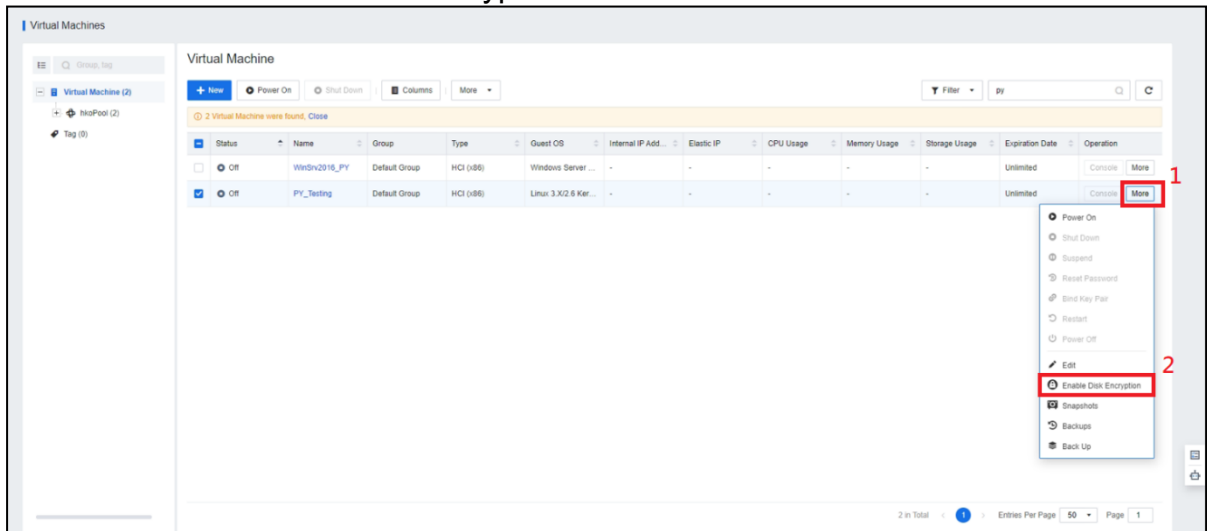 Virtual Machines
Group, tag
Virtual Machine (2)
hkoPool (2)
Tag (0)
Virtual Machine
+ New Power On Shut Down Columns More Filter py
2 Virtual Machine were found, Close
Status Name Group Type Guest OS Internal IP Add... Elastic IP CPU Usage Memory Usage Storage Usage Expiration Date Operation
Off WinSrv2016_PY Default Group HCI (x86) Windows Server ... - - - - - Unlimited Console More
1
Off PY_Testing Default Group HCI (x86) Linux 3.X/2.6 Ker... - - - - - Unlimited Console More
Power On
Shut Down
Suspend
Reset Password
Bind Key Pair
Restart
Power Off
Edit
2
Enable Disk Encryption
Snapshots
Backups
Back Up
2 in Total 1 Entries Per Page 50 Page 1